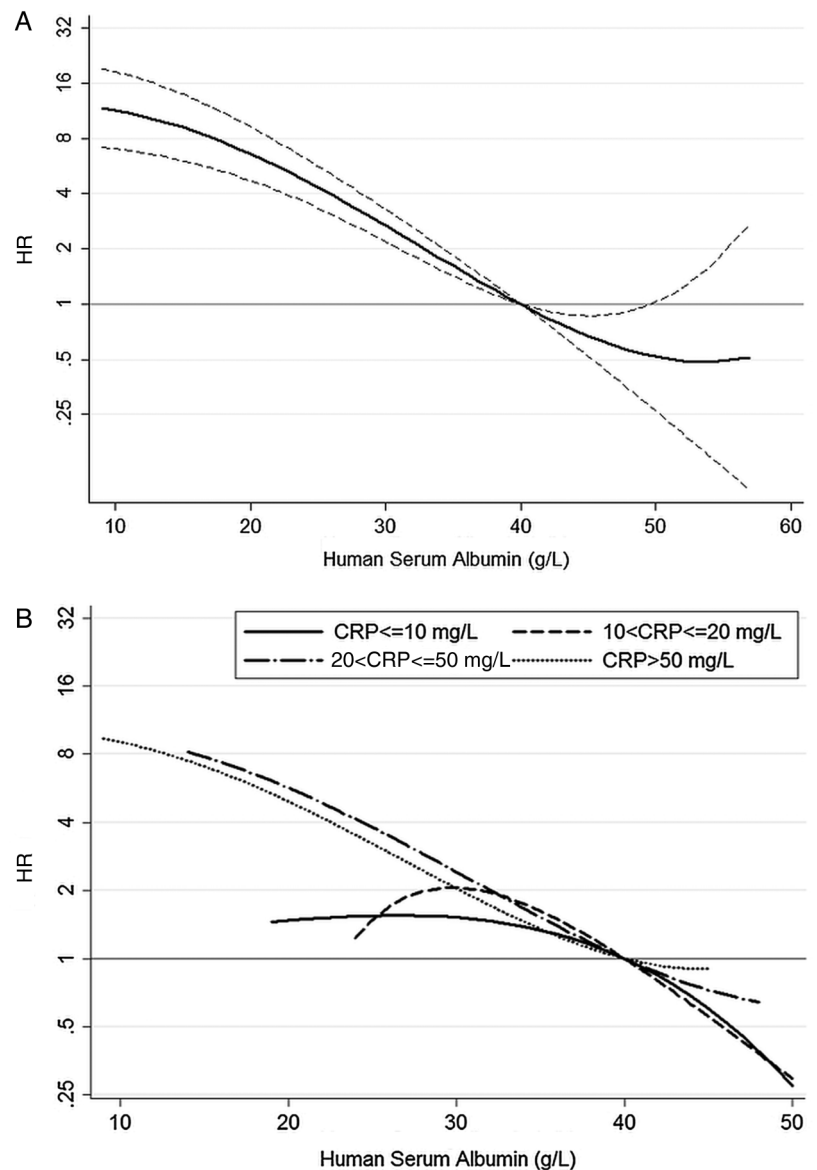 A
32
16
8
4
2
1
.5
.25
HR
10 20 30 40 50 60
Human Serum Albumin (g/L)
B
32
16
8
4
2
1
.5
.25
HR
CRP<=10 mg/L 10<CRP<=20 mg/L
20<CRP<=50 mg/L CRP>50 mg/L
10 20 30 40 50
Human Serum Albumin (g/L)